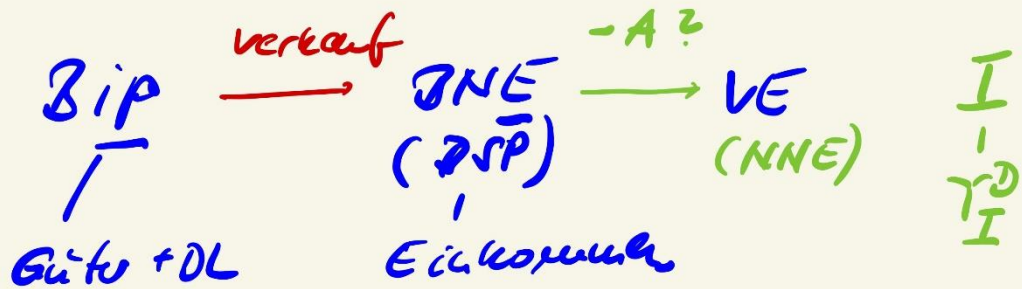 verkauf -A ?
Bip BNE VE I
(BSP) (NNE)
I
Güter + DL Einkommen